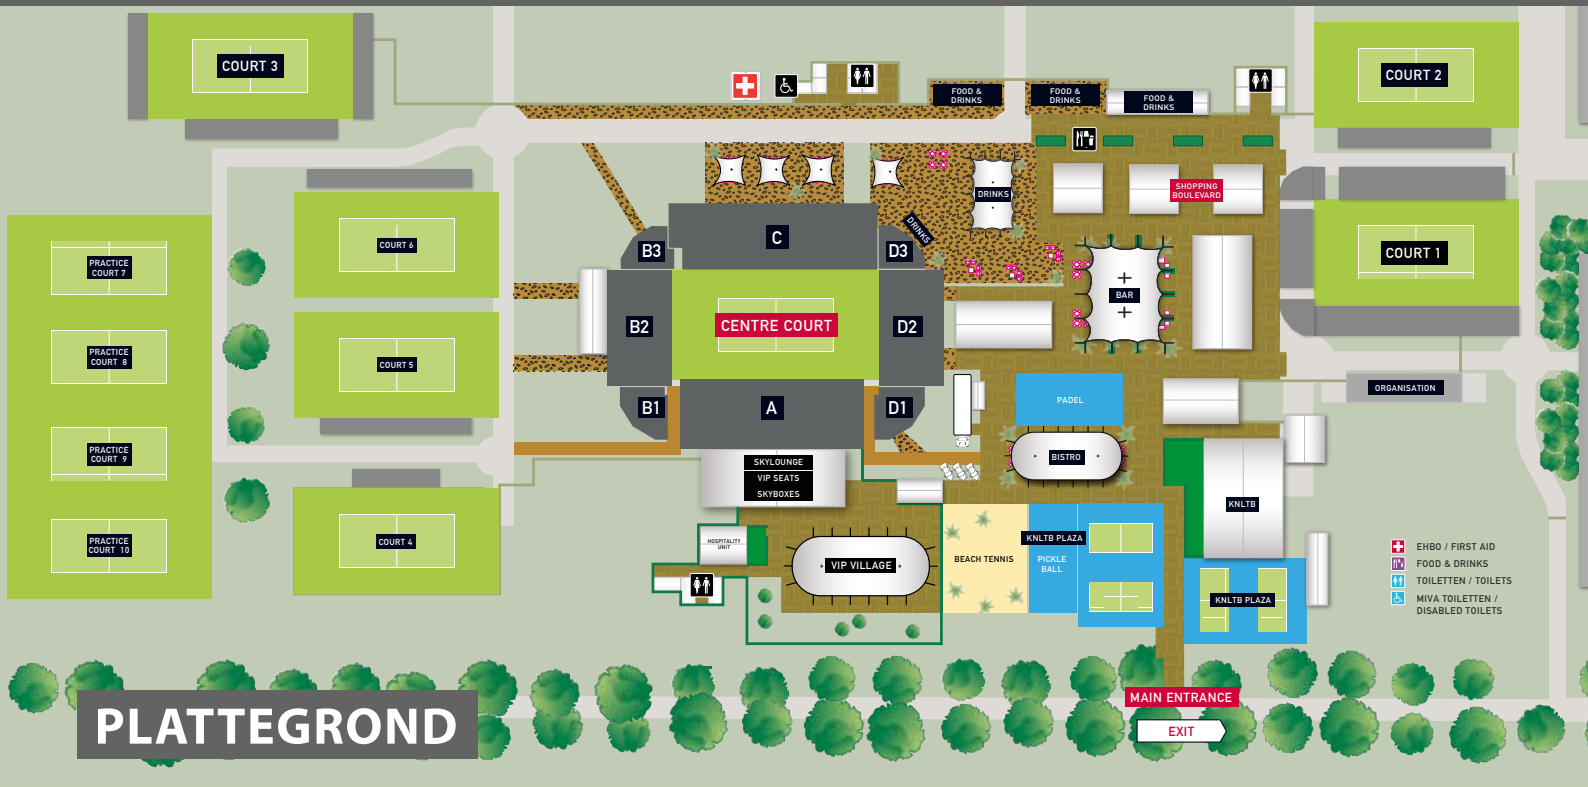 COURT 3
COURT 2
FOOD &
DRINKS
FOOD &
DRINKS
FOOD &
DRINKS
DRINKS
SHOPPING
BOULEVARD
DRINKS
B3
C
D3
COURT 6
COURT 1
PRACTICE
COURT 7
BAR
B2
CENTRE COURT
D2
PRACTICE
COURT 8
COURT 5
ORGANISATION
PADEL
B1
A
D1
PRACTICE
COURT 9
BISTRO
SKYLOUNGE
VIP SEATS
SKYBOXES
KNLTB
PRACTICE
COURT 10
COURT 4
HOSPITALITY
UNIT
VIP VILLAGE
BEACH TENNIS
KNLTB PLAZA
PICKLE
BALL
KNLTB PLAZA
EHBO / FIRST AID
FOOD & DRINKS
TOILETTEN / TOILETS
MIVA TOILETTEN /
DISABLED TOILETS
MAIN ENTRANCE
EXIT
PLATTEGROND